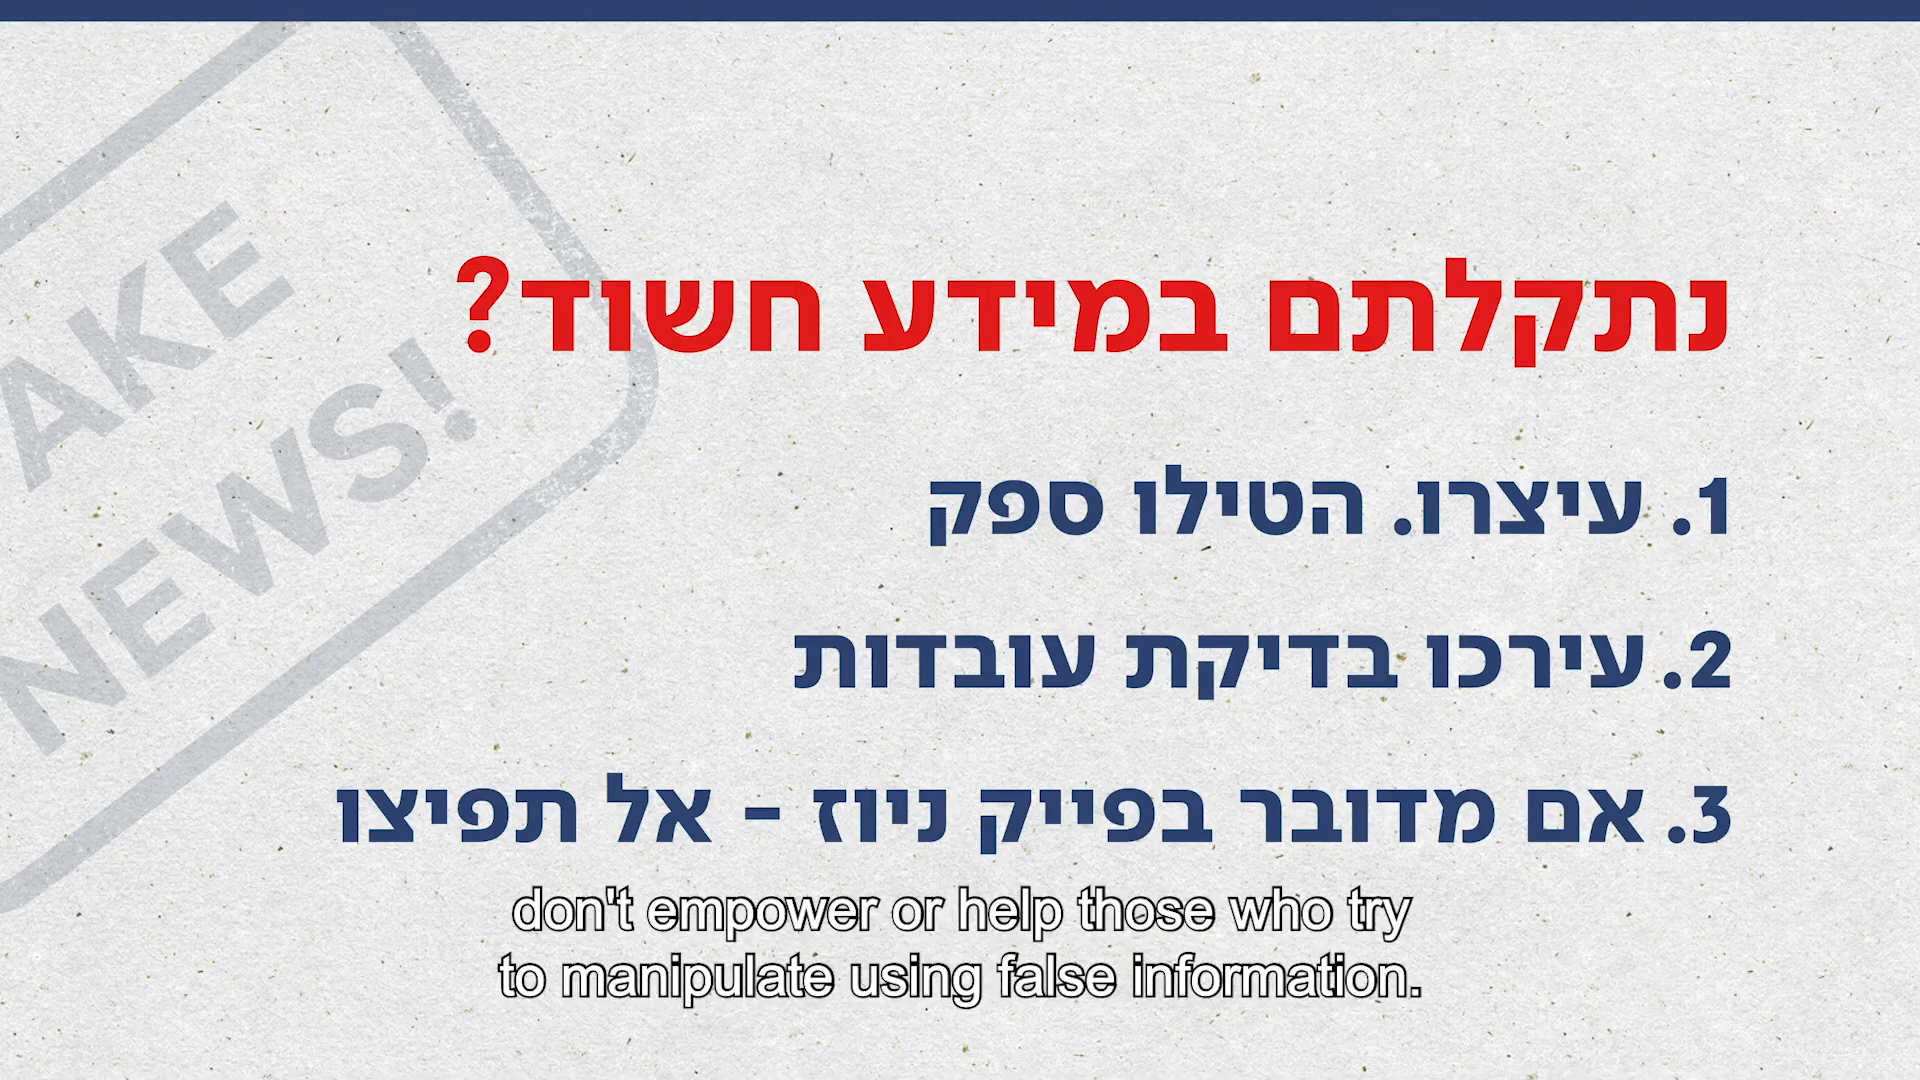 AKE
NEWS!
נתקלתם במידע חשוד?
1. עיצרו. הטילו ספק
2. עירכו בדיקת עובדות
3. אם מדובר בפייק ניוז - אל תפיצו
don't empower or help those who try
to manipulate using false information.